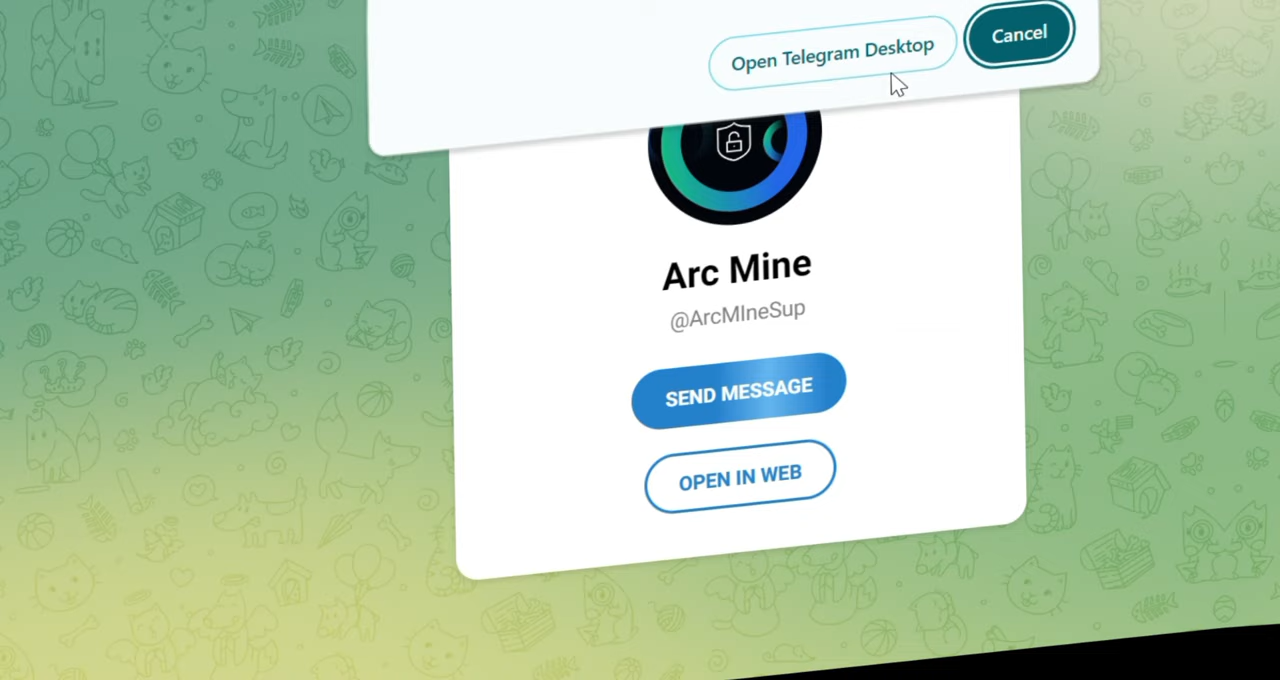 Open Telegram Desktop
Cancel
Arc Mine
@ArcMIneSup
SEND MESSAGE
OPEN IN WEB